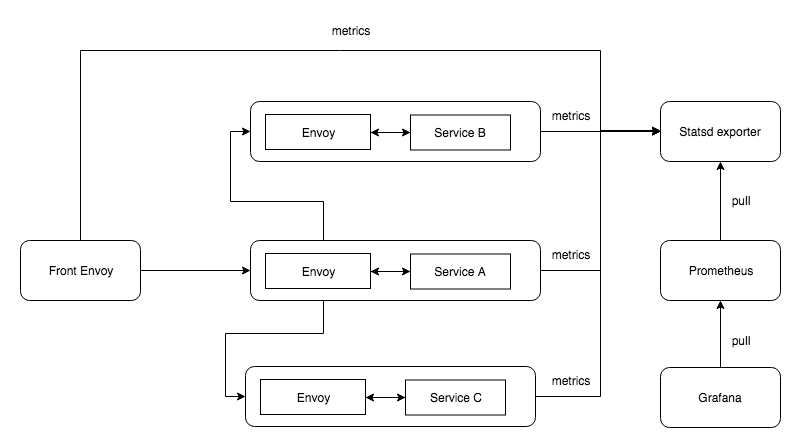 metrics
Envoy
Service B
metrics
Statsd exporter
pull
Front Envoy
Envoy
Service A
metrics
Prometheus
pull
Envoy
Service C
metrics
Grafana